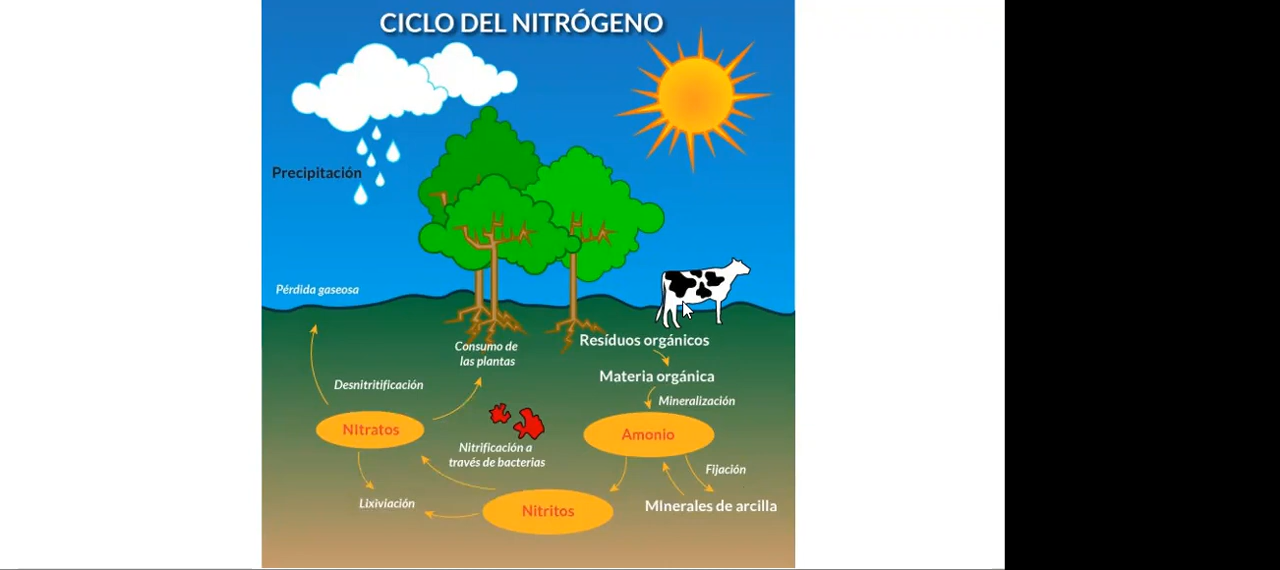 CICLO DEL NITRÓGENO
Precipitación
Pérdida gaseosa
Consumo de
las plantas
Resíduos orgánicos
Materia orgánica
Mineralización
Desnitritificación
NItratos
Amonio
Nitrificación a
través de bacterias
Fijación
Lixiviación
Nitritos
MInerales de arcilla